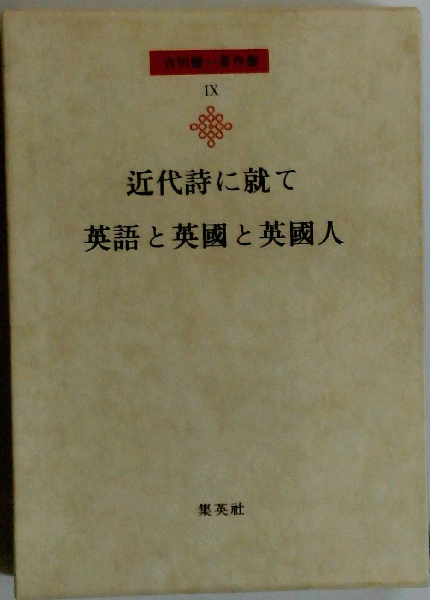 吉田健一著作集
IX
近代詩に就て
英語と英國と英國人
集英社